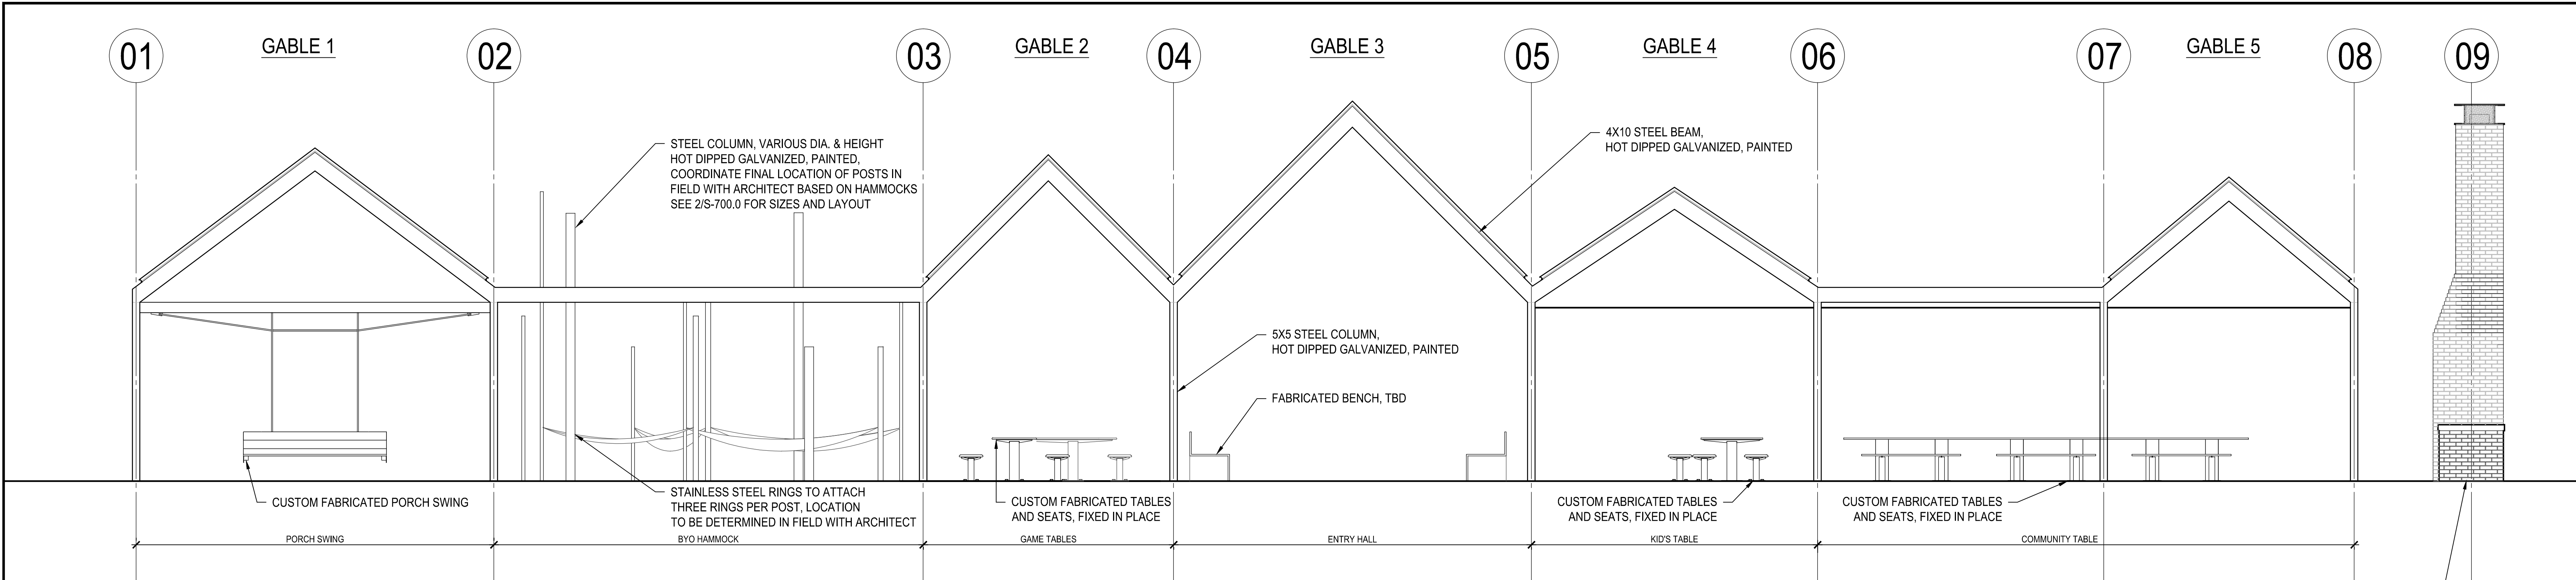 01
GABLE 1
02
03
GABLE 2
04
GABLE 3
05
GABLE 4
06
07
GABLE 5
08
09
STEEL COLUMN, VARIOUS DIA. & HEIGHT
HOT DIPPED GALVANIZED, PAINTED,
COORDINATE FINAL LOCATION OF POSTS IN
FIELD WITH ARCHITECT BASED ON HAMMOCKS
SEE 2/S-700.0 FOR SIZES AND LAYOUT
4X10 STEEL BEAM,
HOT DIPPED GALVANIZED, PAINTED
5X5 STEEL COLUMN,
HOT DIPPED GALVANIZED, PAINTED
FABRICATED BENCH, TBD
CUSTOM FABRICATED PORCH SWING
STAINLESS STEEL RINGS TO ATTACH
THREE RINGS PER POST, LOCATION
TO BE DETERMINED IN FIELD WITH ARCHITECT
CUSTOM FABRICATED TABLES
AND SEATS, FIXED IN PLACE
CUSTOM FABRICATED TABLES
AND SEATS, FIXED IN PLACE
CUSTOM FABRICATED TABLES
AND SEATS, FIXED IN PLACE
PORCH SWING
BYO HAMMOCK
GAME TABLES
ENTRY HALL
KID'S TABLE
COMMUNITY TABLE